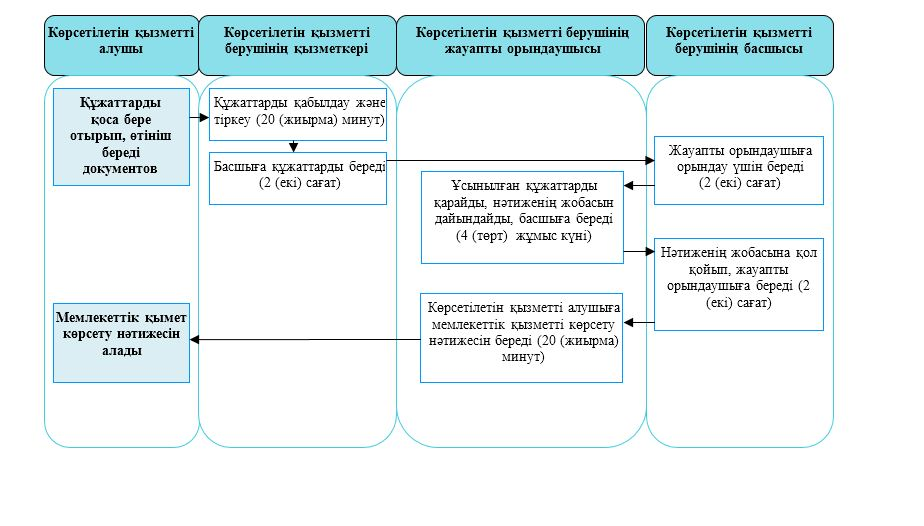 Көрсетілетін қызметті
алушы
Көрсетілетін қызметті
берушінің қызметкері
Көрсетілетін қызметті берушінің
жауапты орындаушысы
Көрсетілетін қызметті
берушінің басшысы
Құжаттарды
қоса бере
отырып, өтініш
береді
документов
Құжаттарды қабылдау және
тіркеу (20 (жиырма) минут)
Басшыға құжаттарды береді
(2 (екі) сағат)
Жауапты орындаушыға
орындау үшін береді
(2 (екі) сағат)
Ұсынылған құжаттарды
қарайды, нәтиженің жобасын
дайындайды, басшыға береді
(4 (төрт) жұмыс күні)
Нәтиженің жобасына қол
қойып, жауапты
орындаушыға береді (2
(екі) сағат)
Көрсетілетін қызметті алушыға
мемлекеттік қызметті көрсету
нәтижесін береді (20 (жиырма)
минут)
Мемлекеттік қымет
көрсету нәтижесін
алады